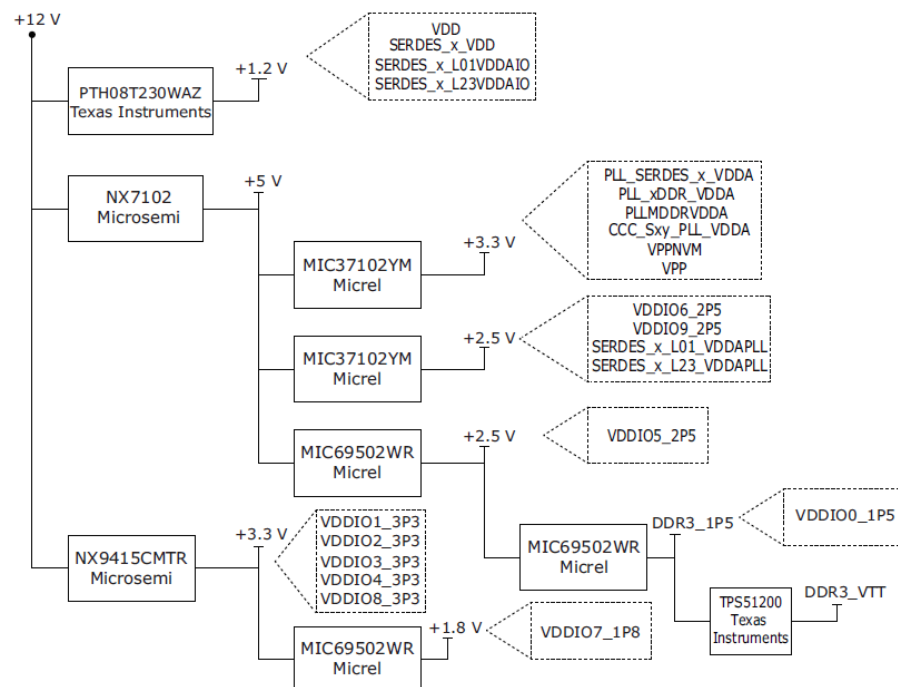 +12 V
PTH08T230WAZ
Texas Instruments
+1.2 V
VDD
SERDES_x_VDD
SERDES_x_L01VDDAIO
SERDES_x_L23VDDAIO
NX7102
Microsemi
+5 V
MIC37102YM
Micrel
+3.3 V
PLL_SERDES_x_VDDA
PLL_xDDR_VDDA
PLLMDDRVDDA
CCC_Sxy_PLL_VDDA
VPPNVM
VPP
MIC37102YM
Micrel
+2.5 V
VDDIO6_2P5
VDDIO9_2P5
SERDES_x_L01_VDDAPLL
SERDES_x_L23_VDDAPLL
MIC69502WR
Micrel
+2.5 V
VDDIO5_2P5
MIC69502WR
Micrel
DDR3_1P5
VDDIO0_1P5
TPS51200
Texas
Instruments
DDR3_VTT
NX9415CMTR
Microsemi
+3.3 V
VDDIO1_3P3
VDDIO2_3P3
VDDIO3_3P3
VDDIO4_3P3
VDDIO8_3P3
MIC69502WR
Micrel
+1.8 V
VDDIO7_1P8